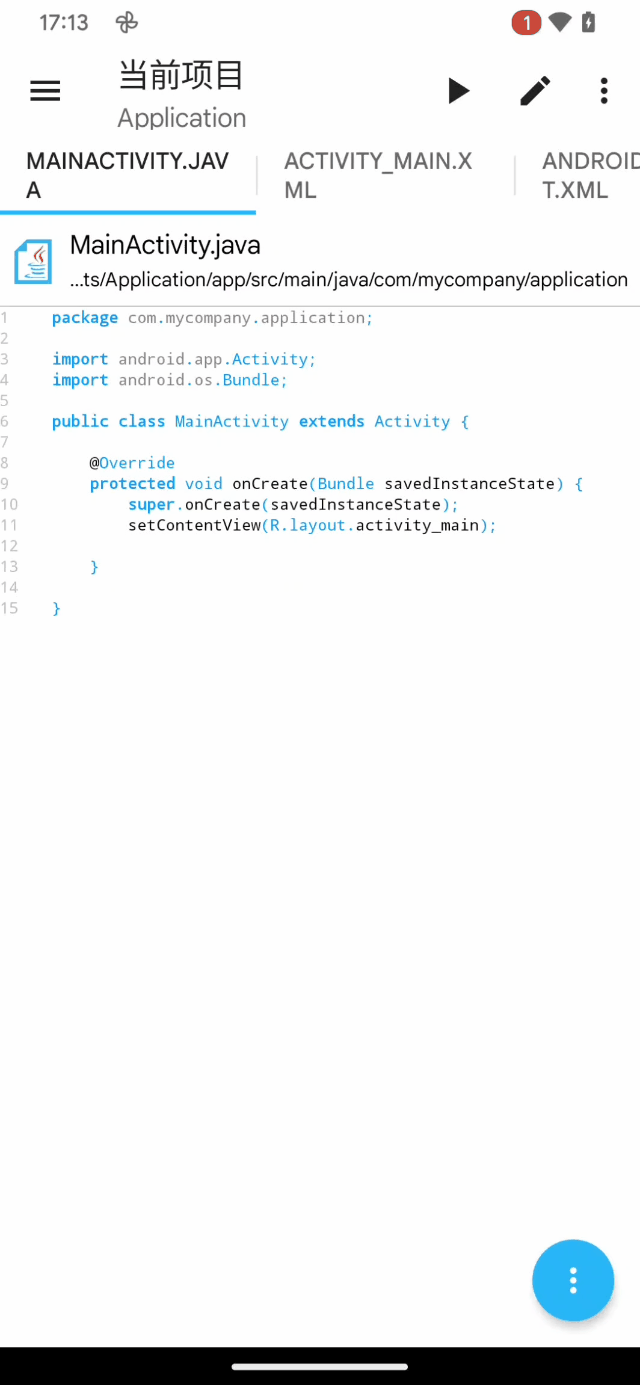 17:13
1
当前项目
Application
MAINACTIVITY.JAV
A
ACTIVITY_MAIN.X
ML
ANDROID
T.XML
MainActivity.java
...ts/Application/app/src/main/java/com/mycompany/application
1 package com.mycompany.application;
2
3 import android.app.Activity;
4 import android.os.Bundle;
5
6 public class MainActivity extends Activity {
7
8     @Override
9     protected void onCreate(Bundle savedInstanceState) {
10         super.onCreate(savedInstanceState);
11         setContentView(R.layout.activity_main);
12
13     }
14
15 }